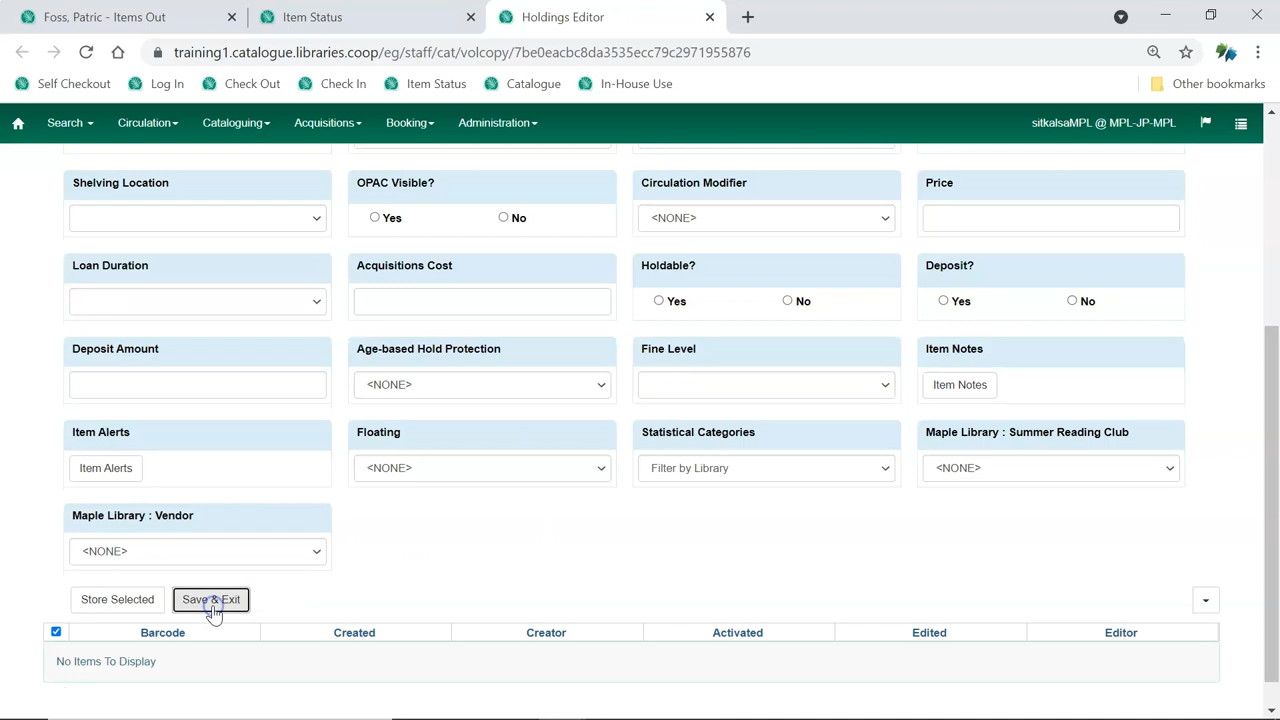 Foss, Patric - Items Out
Item Status
Holdings Editor
training1.catalogue.libraries.coop/eg/staff/cat/volcopy/7be0eacbc8da3535ecc79c2971955876
Self Checkout Log In Check Out Check In Item Status Catalogue In-House Use Other bookmarks
Search Circulation Cataloguing Acquisitions Booking Administration sitkalsaMPL @ MPL-JP-MPL
Shelving Location OPAC Visible? Circulation Modifier Price
Yes No <NONE>
Loan Duration Acquisitions Cost Holdable? Deposit?
Yes No Yes No
Deposit Amount Age-based Hold Protection Fine Level Item Notes
<NONE> Item Notes
Item Alerts Floating Statistical Categories Maple Library : Summer Reading Club
Item Alerts <NONE> Filter by Library <NONE>
Maple Library : Vendor
<NONE>
Store Selected Save & Exit
Barcode Created Creator Activated Edited Editor
No Items To Display